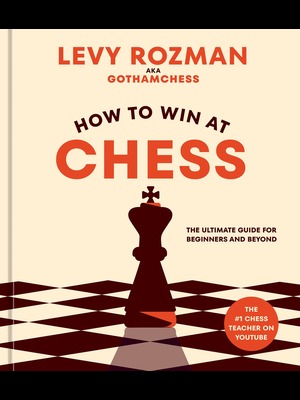 LEVY ROZMAN
AKA
GOTHAMCHESS
HOW TO WIN AT
CHESS
THE ULTIMATE GUIDE FOR
BEGINNERS AND BEYOND
THE
#1 CHESS
TEACHER ON
YOUTUBE